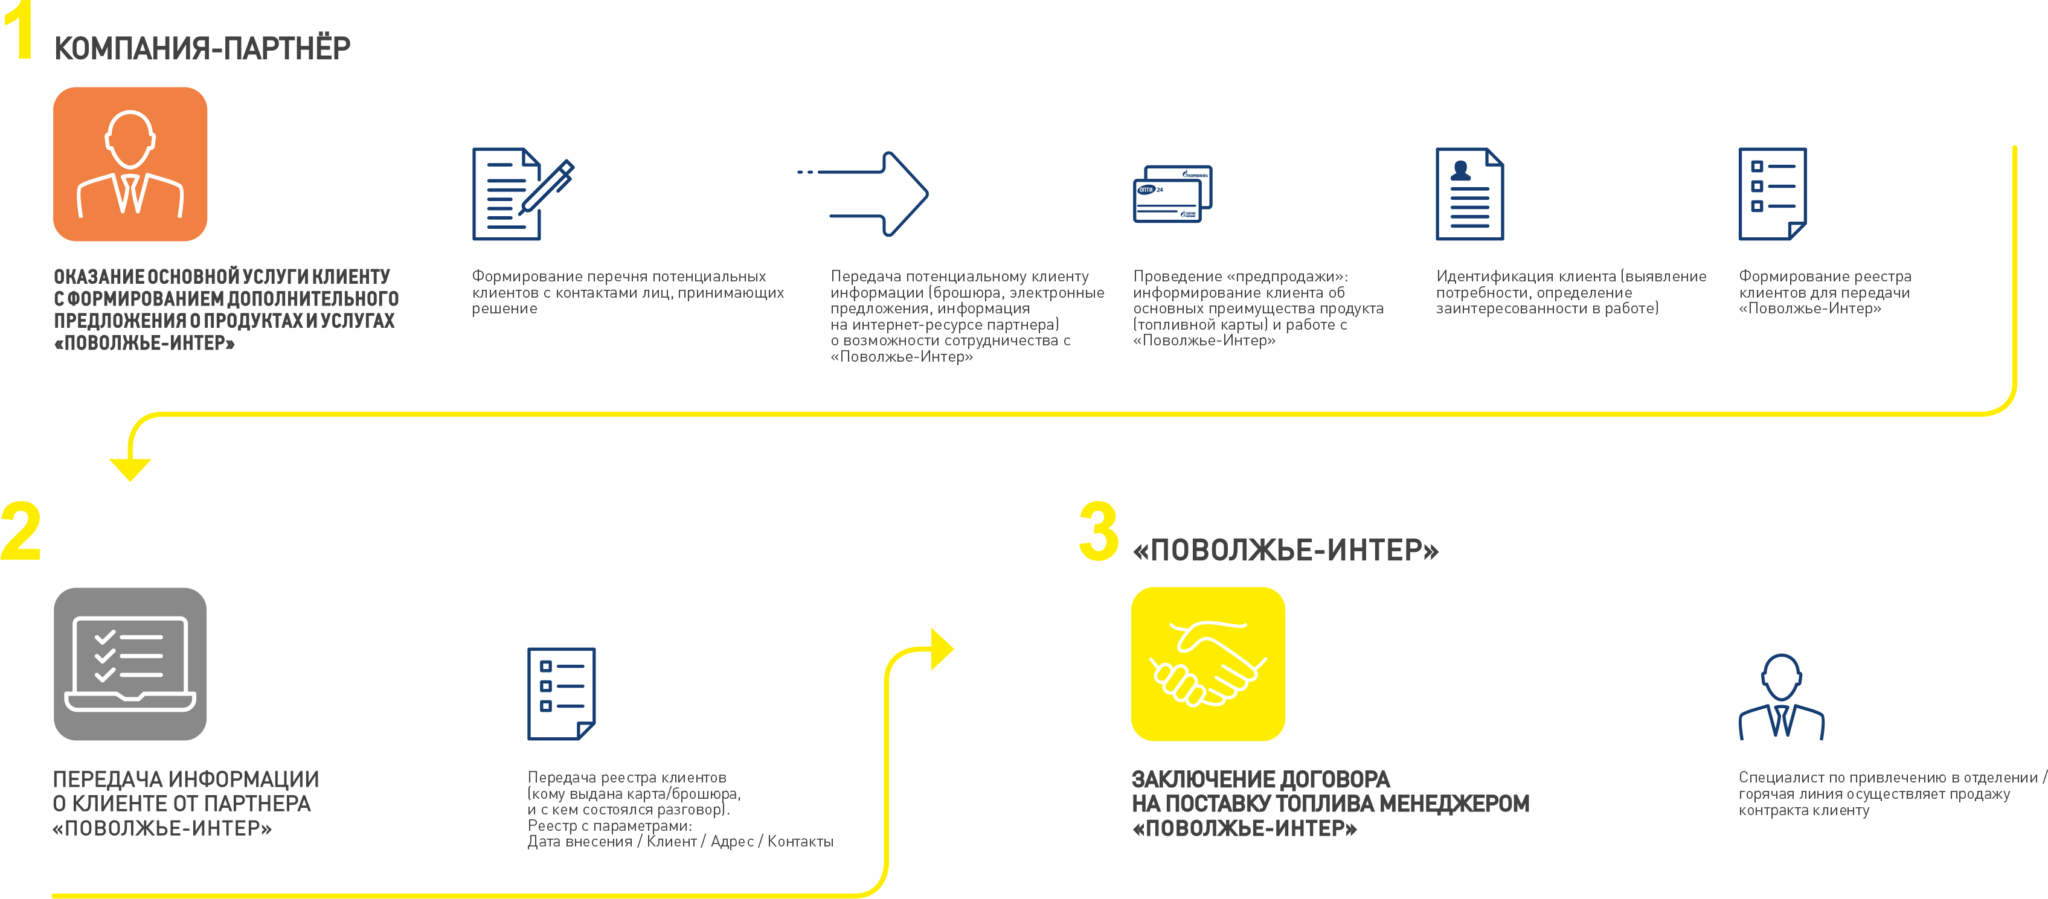 1
КОМПАНИЯ-ПАРТНЁР
ОКАЗАНИЕ ОСНОВНОЙ УСЛУГИ КЛИЕНТУ
С ФОРМИРОВАНИЕМ ДОПОЛНИТЕЛЬНОГО
ПРЕДЛОЖЕНИЯ О ПРОДУКТАХ И УСЛУГАХ
«ПОВОЛЖЬЕ-ИНТЕР»
Формирование перечня потенциальных
клиентов с контактами лиц, принимающих
решение
Передача потенциальному клиенту
информации (брошюра, электронные
предложения, информация
на интернет-ресурсе партнера)
о возможности сотрудничества с
«Поволжье-Интер»
ОПТИ 24
Проведение «предпродажи»:
информирование клиента об
основных преимущества продукта
(топливной карты) и работе с
«Поволжье-Интер»
Идентификация клиента (выявление
потребности, определение
заинтересованности в работе)
Формирование реестра
клиентов для передачи
«Поволжье-Интер»
2
ПЕРЕДАЧА ИНФОРМАЦИИ
О КЛИЕНТЕ ОТ ПАРТНЕРА
«ПОВОЛЖЬЕ-ИНТЕР»
Передача реестра клиентов
(кому выдана карта/брошюра,
и с кем состоялся разговор).
Реестр с параметрами:
Дата внесения / Клиент / Адрес / Контакты
3
«ПОВОЛЖЬЕ-ИНТЕР»
ЗАКЛЮЧЕНИЕ ДОГОВОРА
НА ПОСТАВКУ ТОПЛИВА МЕНЕДЖЕРОМ
«ПОВОЛЖЬЕ-ИНТЕР»
Специалист по привлечению в отделении /
горячая линия осуществляет продажу
контракта клиенту